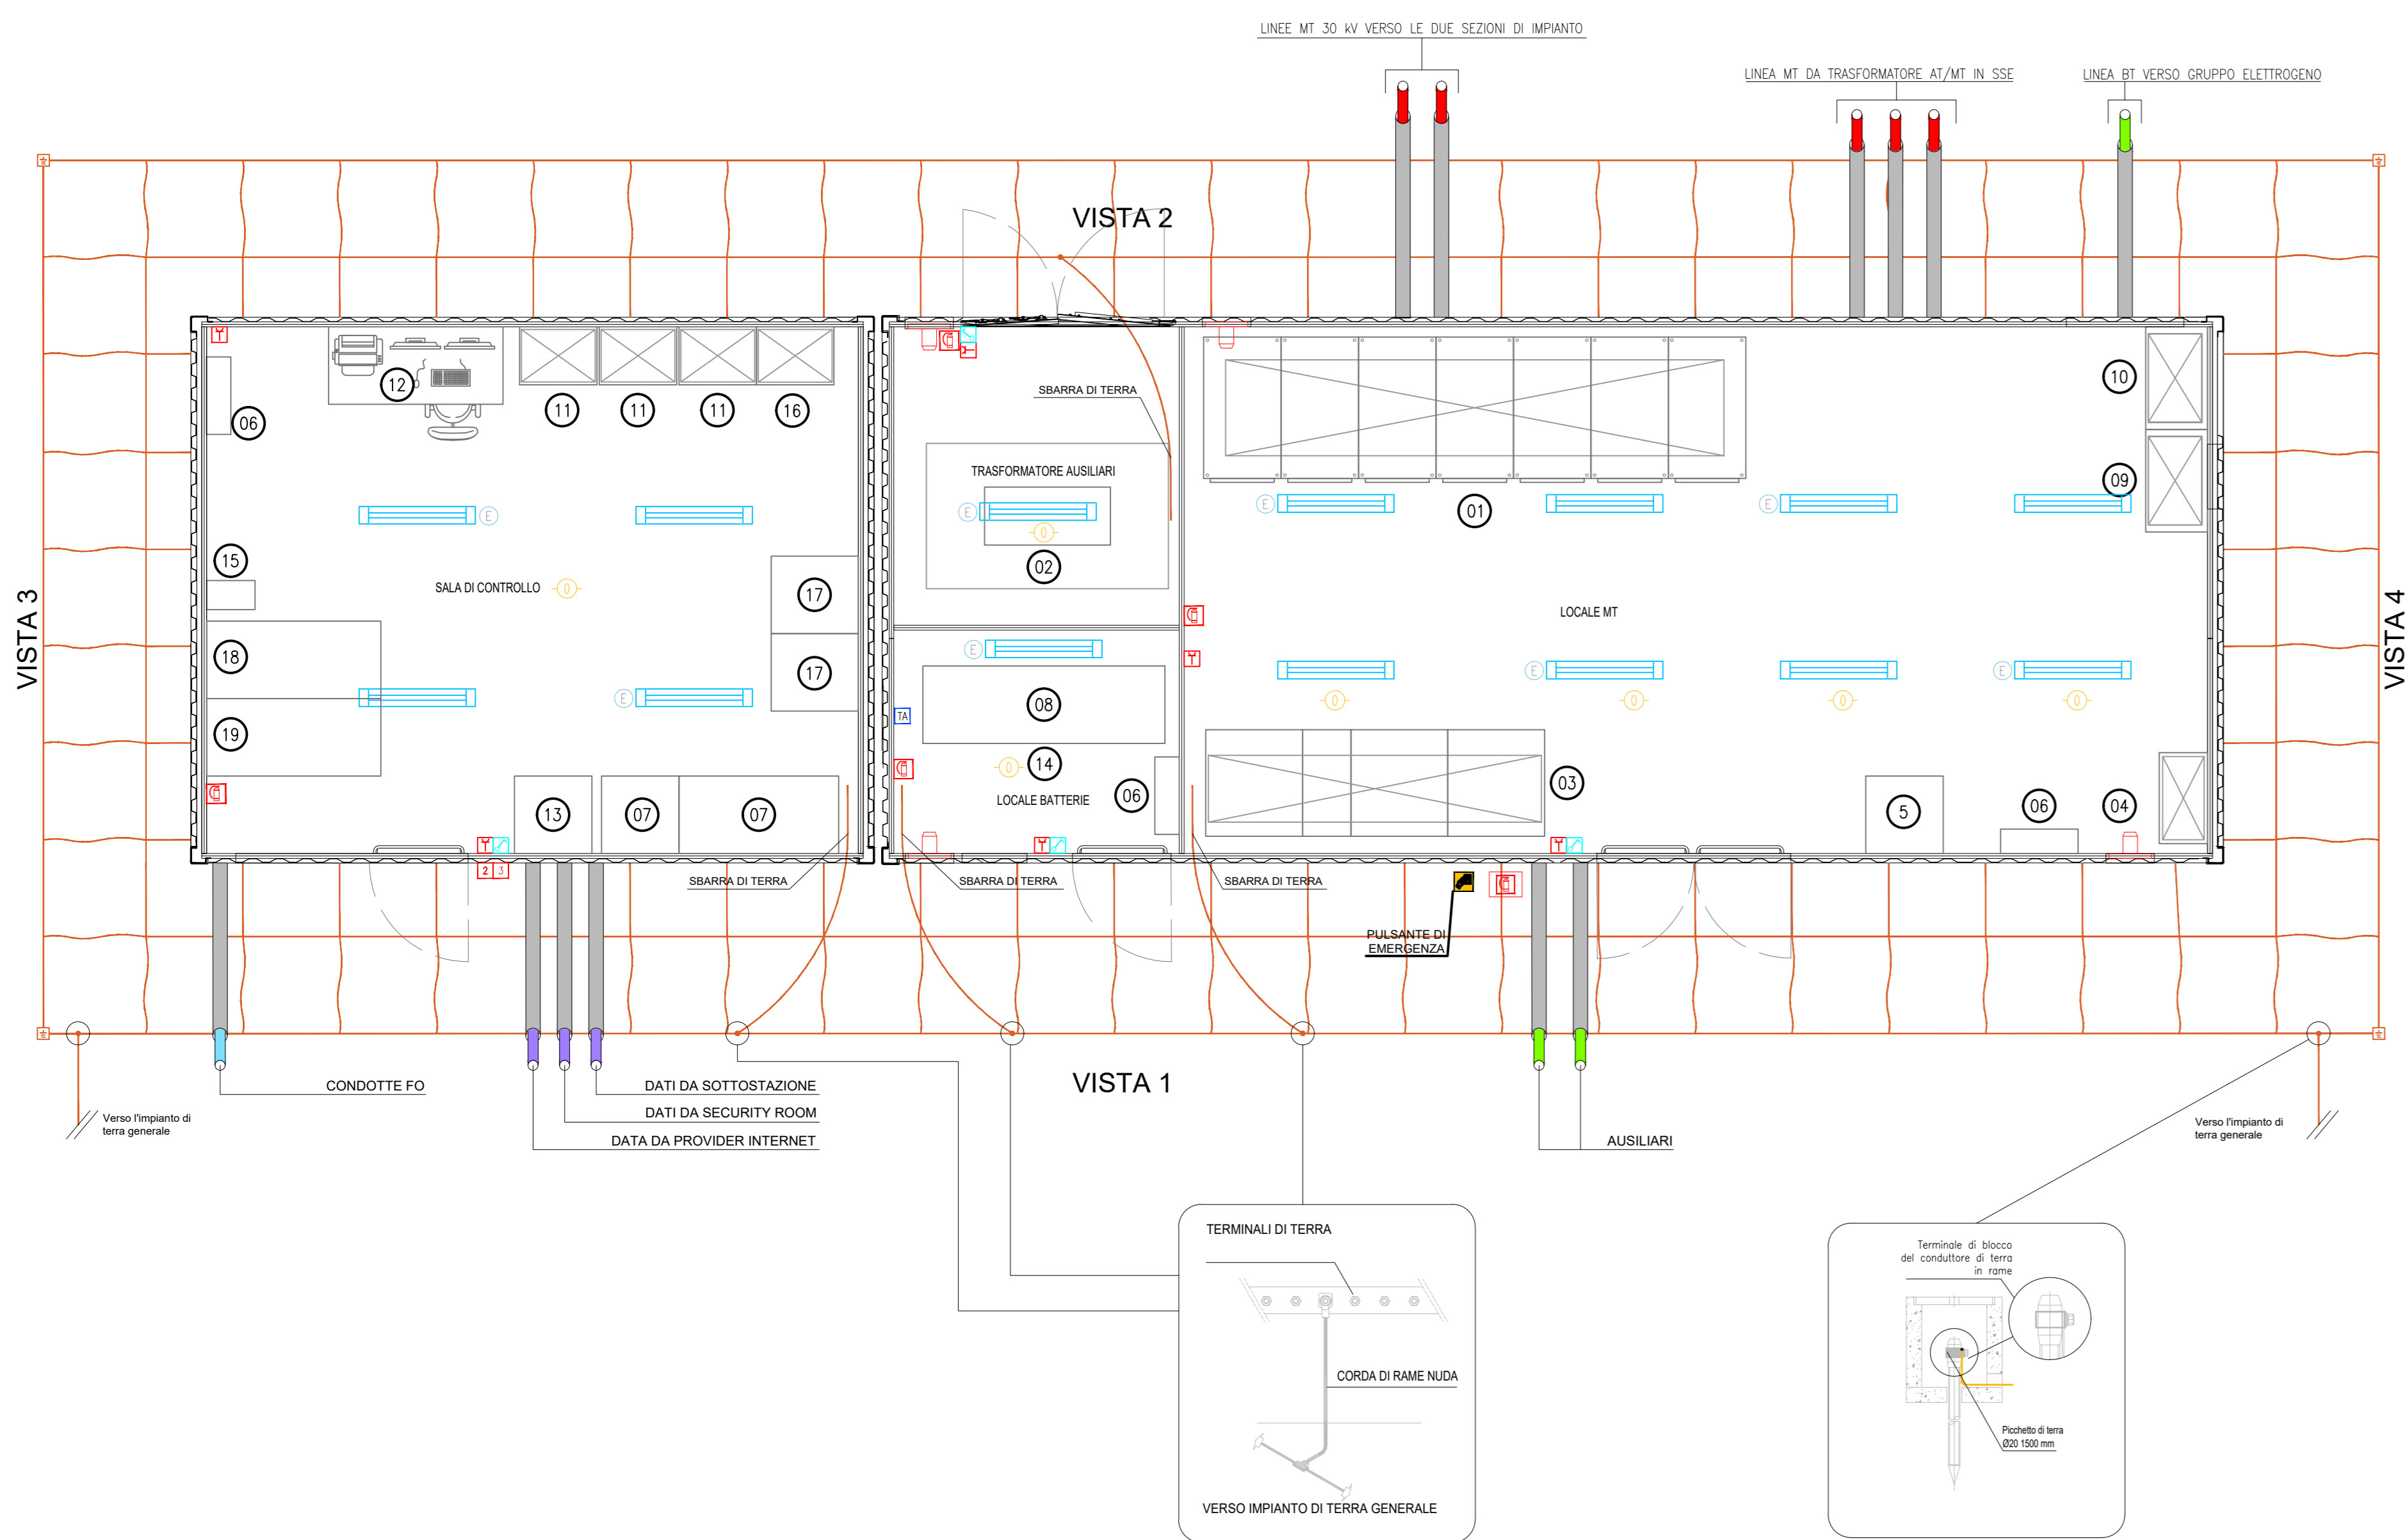 LINEE MT 30 kV VERSO LE DUE SEZIONI DI IMPIANTO
LINEA MT DA TRASFORMATORE AT/MT IN SSE
LINEA BT VERSO GRUPPO ELETTROGENO
VISTA 2
12
06
11
11
11
16
SBARRA DI TERRA
10
09
TRASFORMATORE AUSILIARI
E
E
E
01
E
O
02
15
SALA DI CONTROLLO
O
17
LOCALE MT
VISTA 3
VISTA 4
18
17
E
E
E
E
19
08
TA
O
O
O
O
O
14
LOCALE BATTERIE
06
03
13
07
07
5
06
04
2 3
SBARRA DI TERRA
SBARRA DI TERRA
SBARRA DI TERRA
PULSANTE DI
EMERGENZA
VISTA 1
CONDOTTE FO
DATI DA SOTTOSTAZIONE
DATI DA SECURITY ROOM
DATA DA PROVIDER INTERNET
AUSILIARI
Verso l'impianto di
terra generale
Verso l'impianto di
terra generale
TERMINALI DI TERRA
CORDA DI RAME NUDA
VERSO IMPIANTO DI TERRA GENERALE
Terminale di blocco
del conduttore di terra
in rame
Picchetto di terra
Ø20 1500 mm